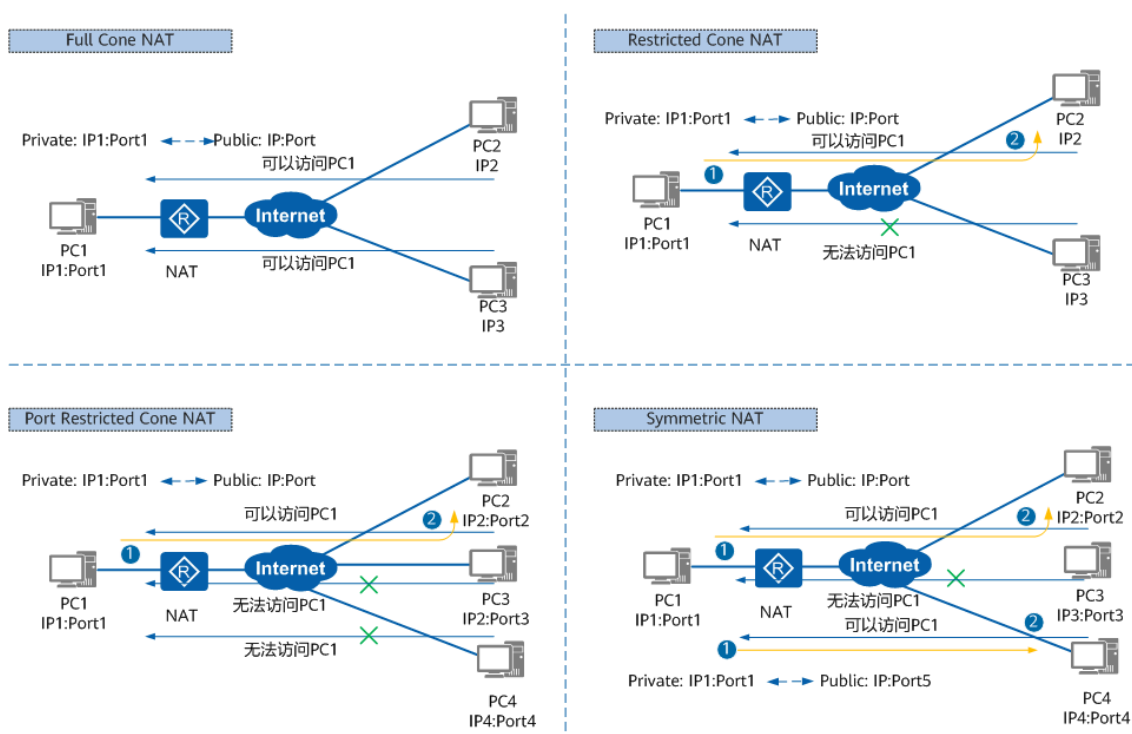 Full Cone NAT
Private: IP1:Port1
Public: IP:Port
可以访问PC1
PC2
IP2
R
Internet
PC1
IP1:Port1
NAT
可以访问PC1
PC3
IP3
Restricted Cone NAT
Private: IP1:Port1
Public: IP:Port
可以访问PC1
2
PC2
IP2
1
R
Internet
PC1
IP1:Port1
NAT
无法访问PC1
PC3
IP3
Port Restricted Cone NAT
Private: IP1:Port1
Public: IP:Port
可以访问PC1
2
PC2
IP2:Port2
1
R
Internet
PC1
IP1:Port1
NAT
无法访问PC1
PC3
IP2:Port3
无法访问PC1
PC4
IP4:Port4
Symmetric NAT
Private: IP1:Port1
Public: IP:Port
可以访问PC1
2
PC2
IP2:Port2
1
R
Internet
PC1
IP1:Port1
NAT
无法访问PC1
PC3
IP3:Port3
可以访问PC1
2
1
Private: IP1:Port1
Public: IP:Port5
PC4
IP4:Port4